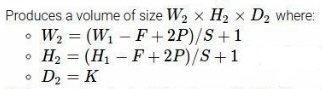 Produces a volume of size W₂ × H₂ × D₂ where:
∘ W₂ = (W₁ − F + 2P)/S + 1
∘ H₂ = (H₁ − F + 2P)/S + 1
∘ D₂ = K